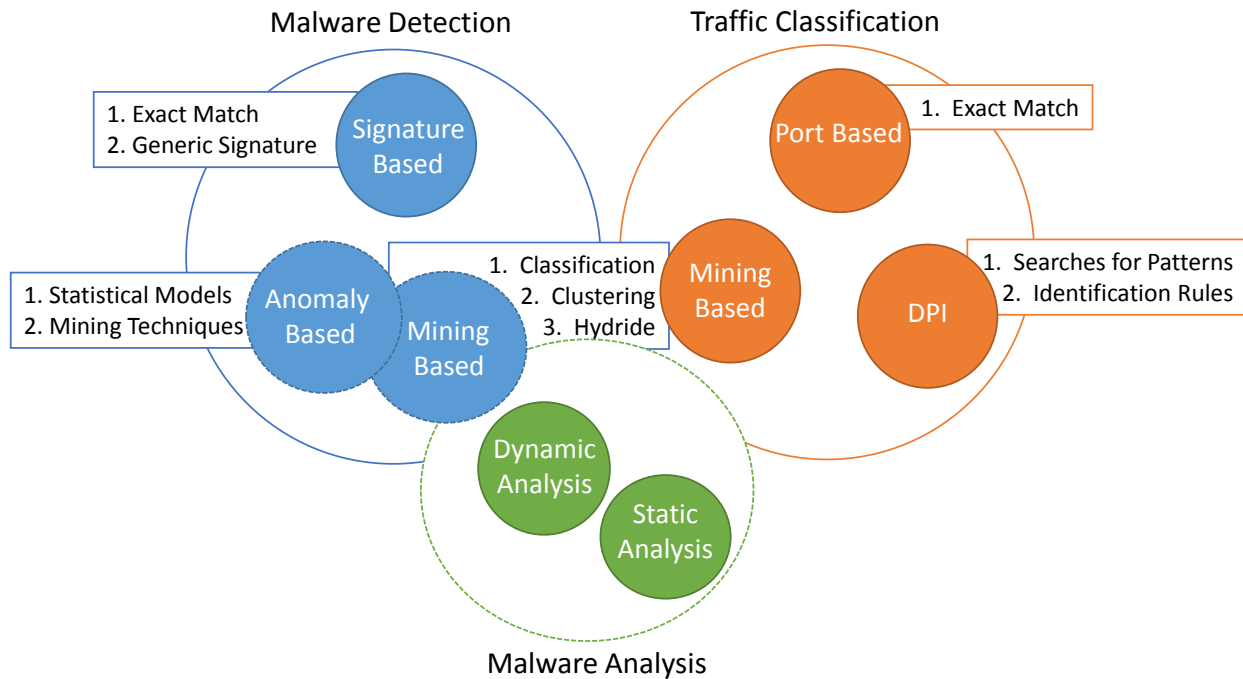 Malware Detection
Traffic Classification
1. Exact Match
2. Generic Signature
Signature
Based
Port Based
1. Exact Match
1. Statistical Models
2. Mining Techniques
Anomaly
Based
Mining
Based
1. Classification
2. Clustering
3. Hydride
Mining
Based
DPI
1. Searches for Patterns
2. Identification Rules
Dynamic
Analysis
Static
Analysis
Malware Analysis